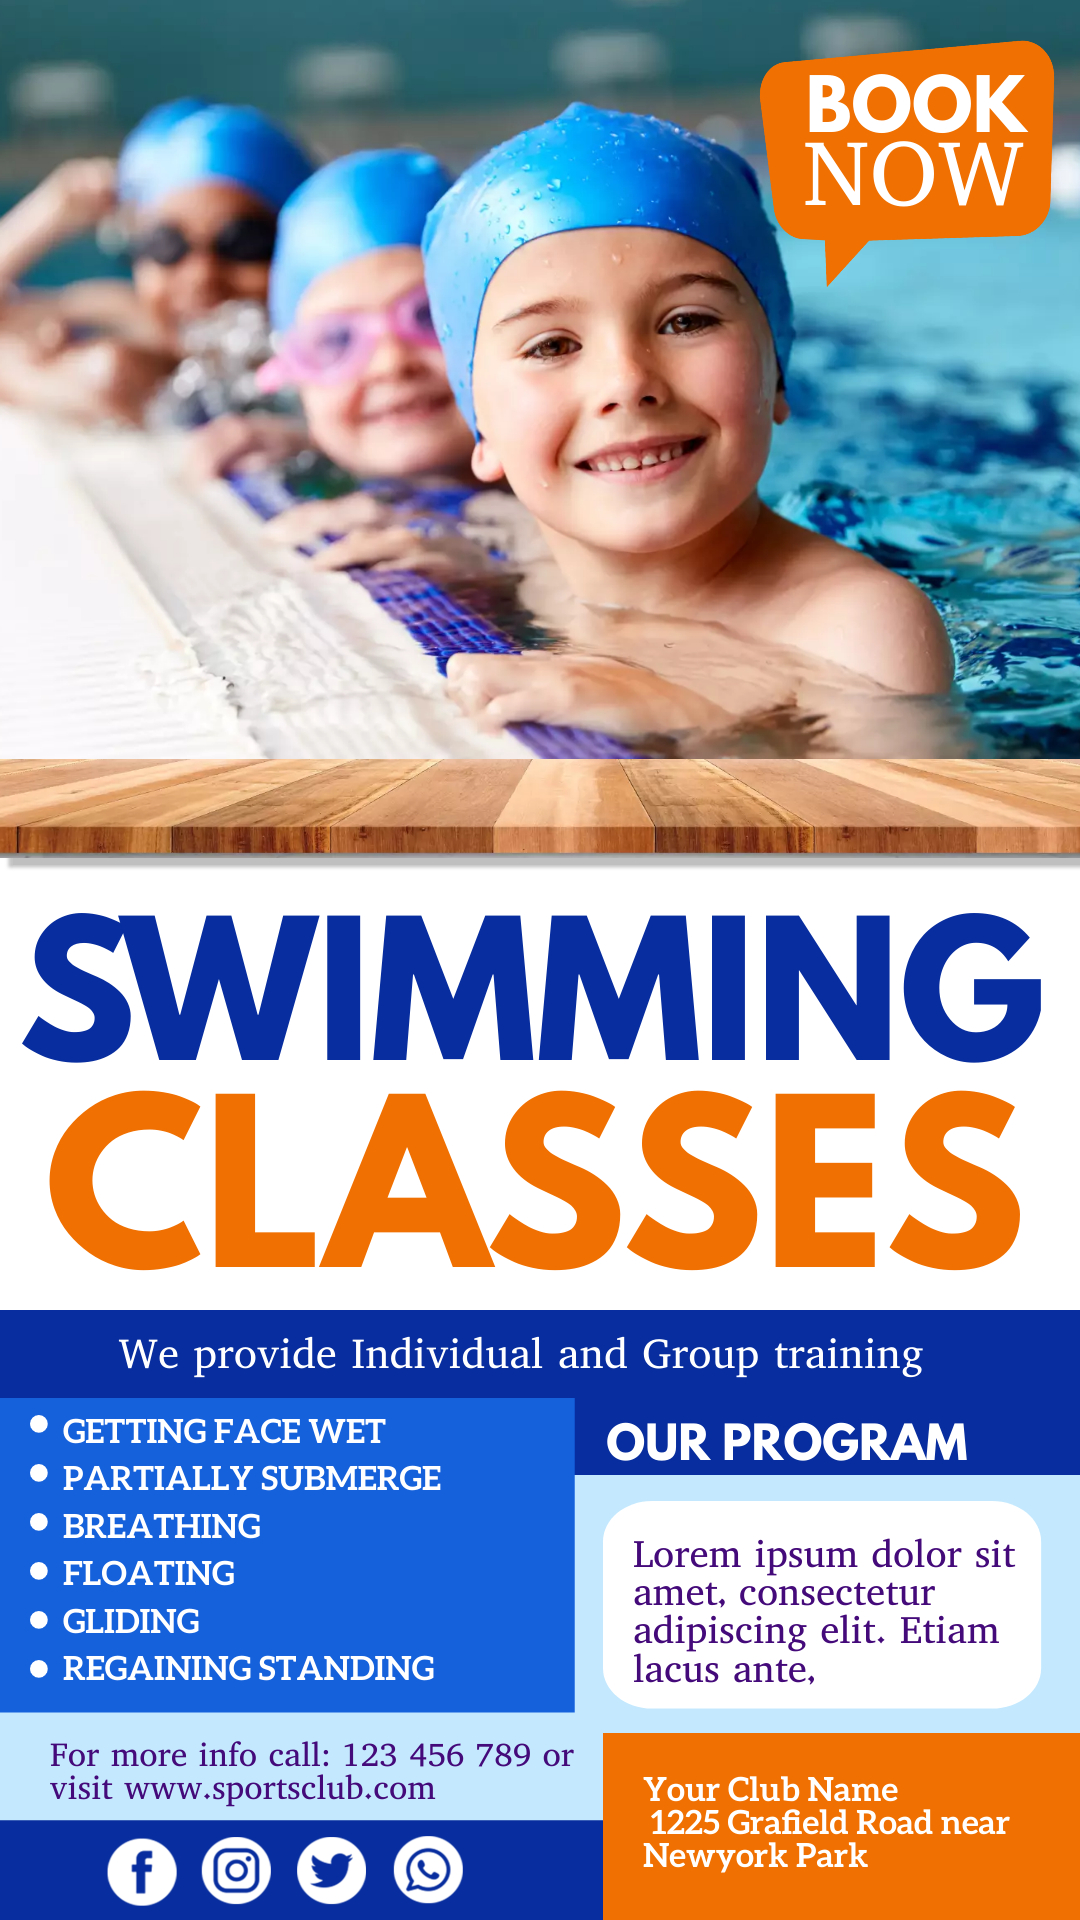 BOOK
NOW
SWIMMING
CLASSES
We provide Individual and Group training
GETTING FACE WET
PARTIALLY SUBMERGE
BREATHING
FLOATING
GLIDING
REGAINING STANDING
OUR PROGRAM
Lorem ipsum dolor sit
amet, consectetur
adipiscing elit. Etiam
lacus ante,
For more info call: 123 456 789 or
visit www.sportsclub.com
Your Club Name
1225 Grafield Road near
Newyork Park